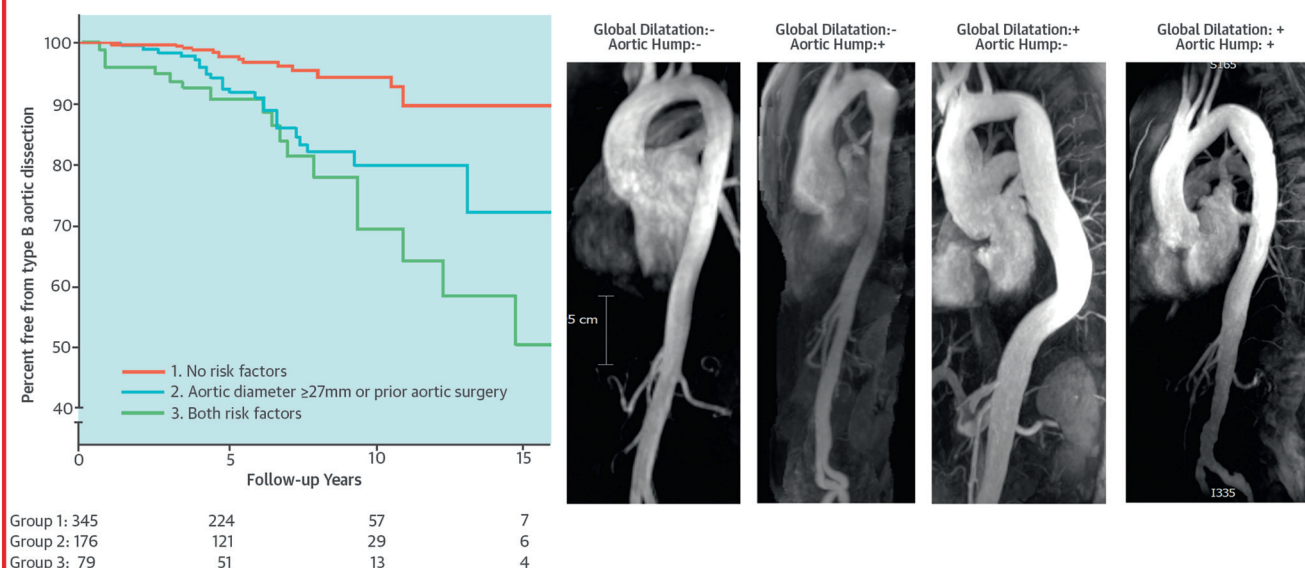 Percent free from type B aortic dissection
100
90
80
70
60
50
40
1. No risk factors
2. Aortic diameter ≥27mm or prior aortic surgery
3. Both risk factors
0 5 10 15
Follow-up Years
Group 1: 345 224 57 7
Group 2: 176 121 29 6
Group 3: 79 51 13 4
Global Dilatation:-
Aortic Hump:-
5 cm
Global Dilatation:-
Aortic Hump:+
Global Dilatation:+
Aortic Hump:-
Global Dilatation: +
Aortic Hump: +
S165
I335